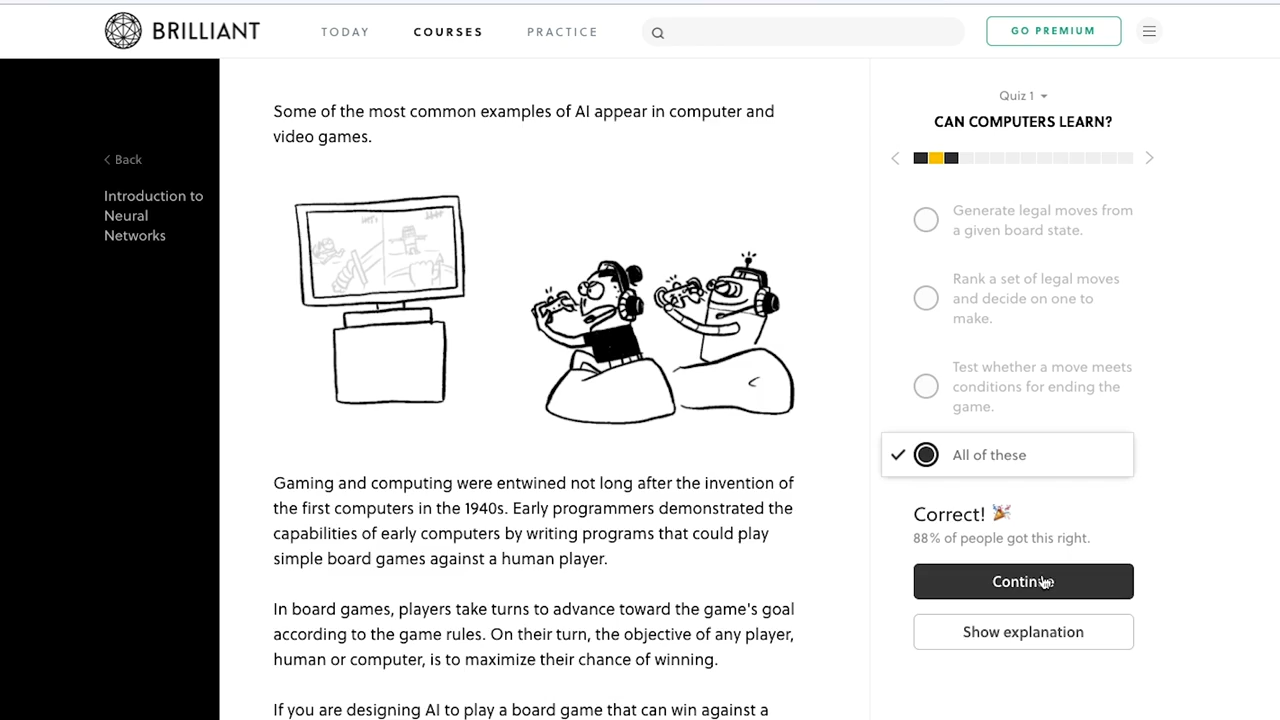 BRILLIANT
TODAY
COURSES
PRACTICE
GO PREMIUM
Back
Introduction to
Neural
Networks
Some of the most common examples of AI appear in computer and
video games.
Gaming and computing were entwined not long after the invention of
the first computers in the 1940s. Early programmers demonstrated the
capabilities of early computers by writing programs that could play
simple board games against a human player.
In board games, players take turns to advance toward the game's goal
according to the game rules. On their turn, the objective of any player,
human or computer, is to maximize their chance of winning.
If you are designing AI to play a board game that can win against a
Quiz 1
CAN COMPUTERS LEARN?
Generate legal moves from
a given board state.
Rank a set of legal moves
and decide on one to
make.
Test whether a move meets
conditions for ending the
game.
All of these
Correct! 🎉
88% of people got this right.
Continue
Show explanation